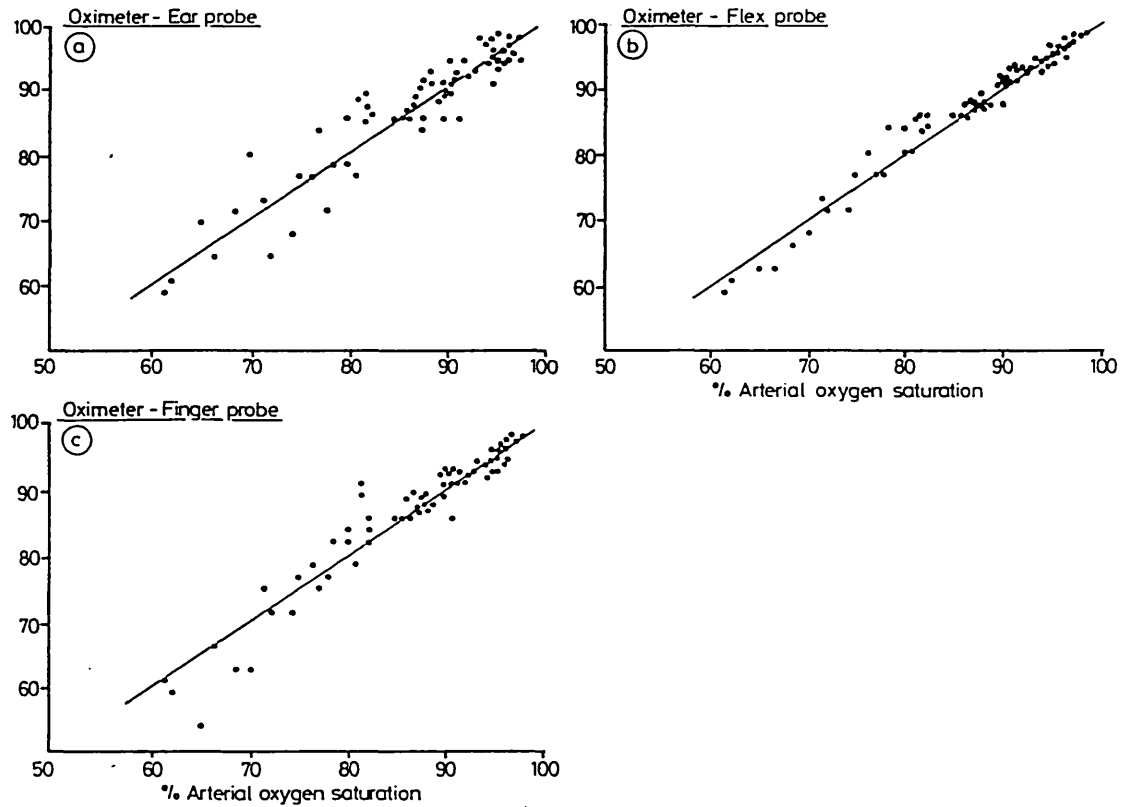 Oximeter - Ear probe
a
100
90
80
70
60
50 60 70 80 90 100
Oximeter - Flex probe
b
100
90
80
70
60
50 60 70 80 90 100
% Arterial oxygen saturation
Oximeter - Finger probe
c
100
90
80
70
60
50 60 70 80 90 100
% Arterial oxygen saturation